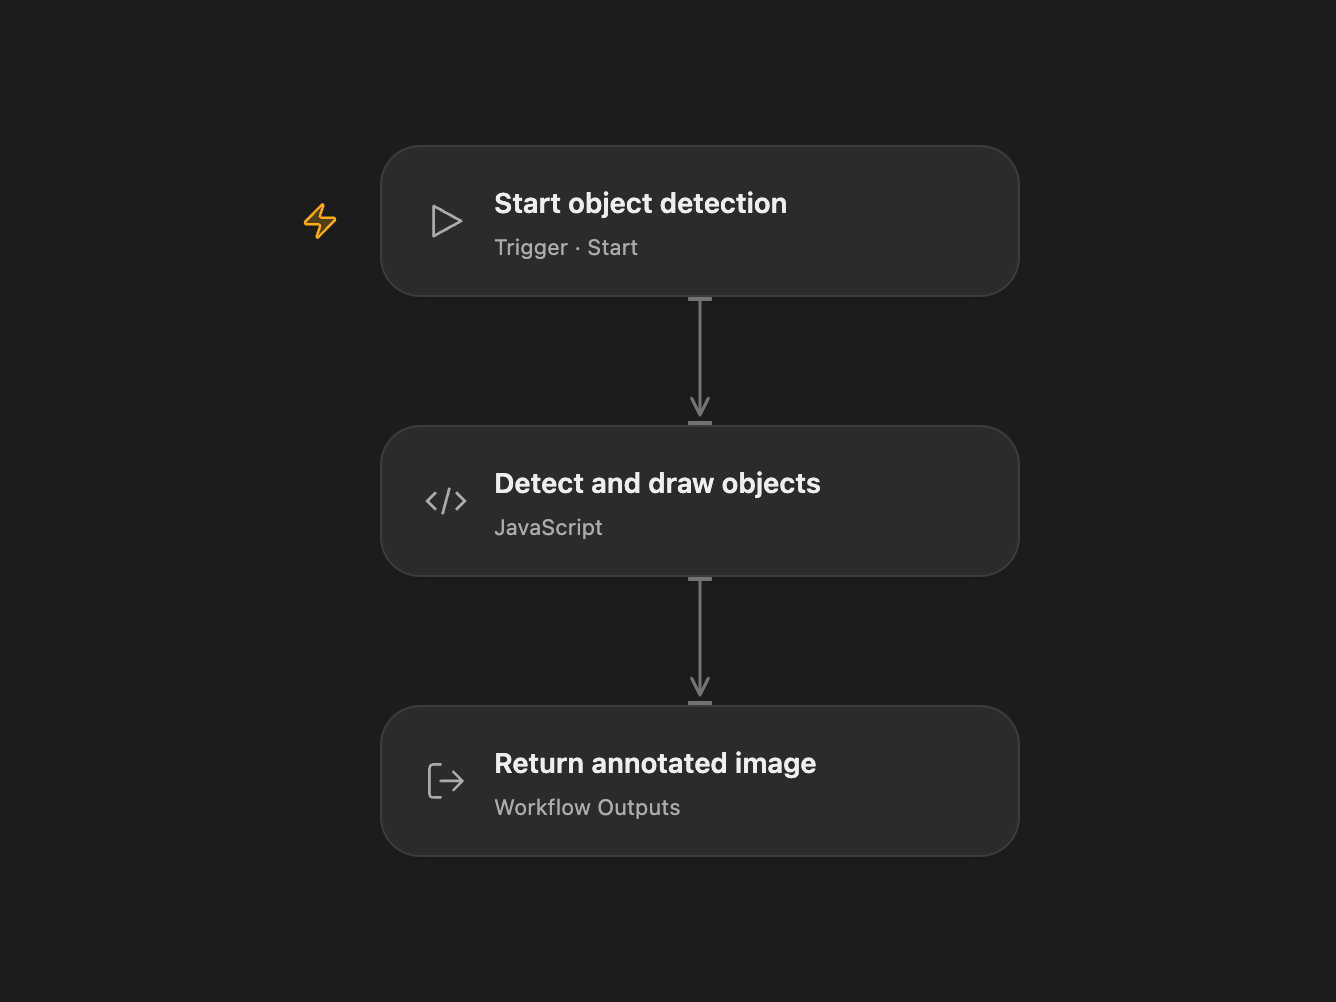 Start object detection
Trigger · Start
Detect and draw objects
JavaScript
Return annotated image
Workflow Outputs